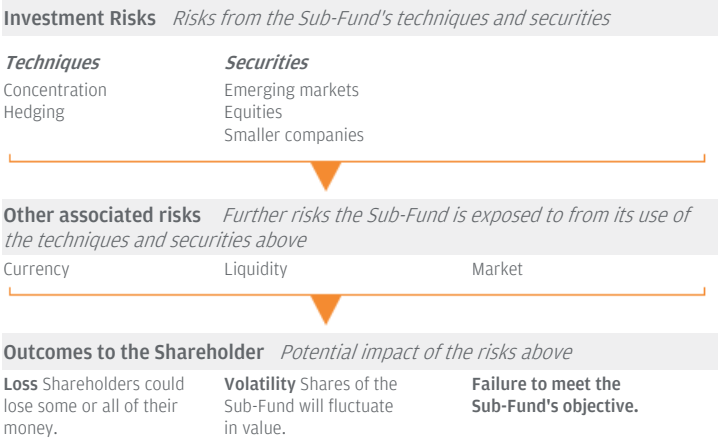 Investment Risks Risks from the Sub-Fund's techniques and securities
Techniques Securities
Concentration Emerging markets
Hedging Equities
Smaller companies
Other associated risks Further risks the Sub-Fund is exposed to from its use of
the techniques and securities above
Currency Liquidity Market
Outcomes to the Shareholder Potential impact of the risks above
Loss Shareholders could
lose some or all of their
money.
Volatility Shares of the
Sub-Fund will fluctuate
in value.
Failure to meet the
Sub-Fund's objective.